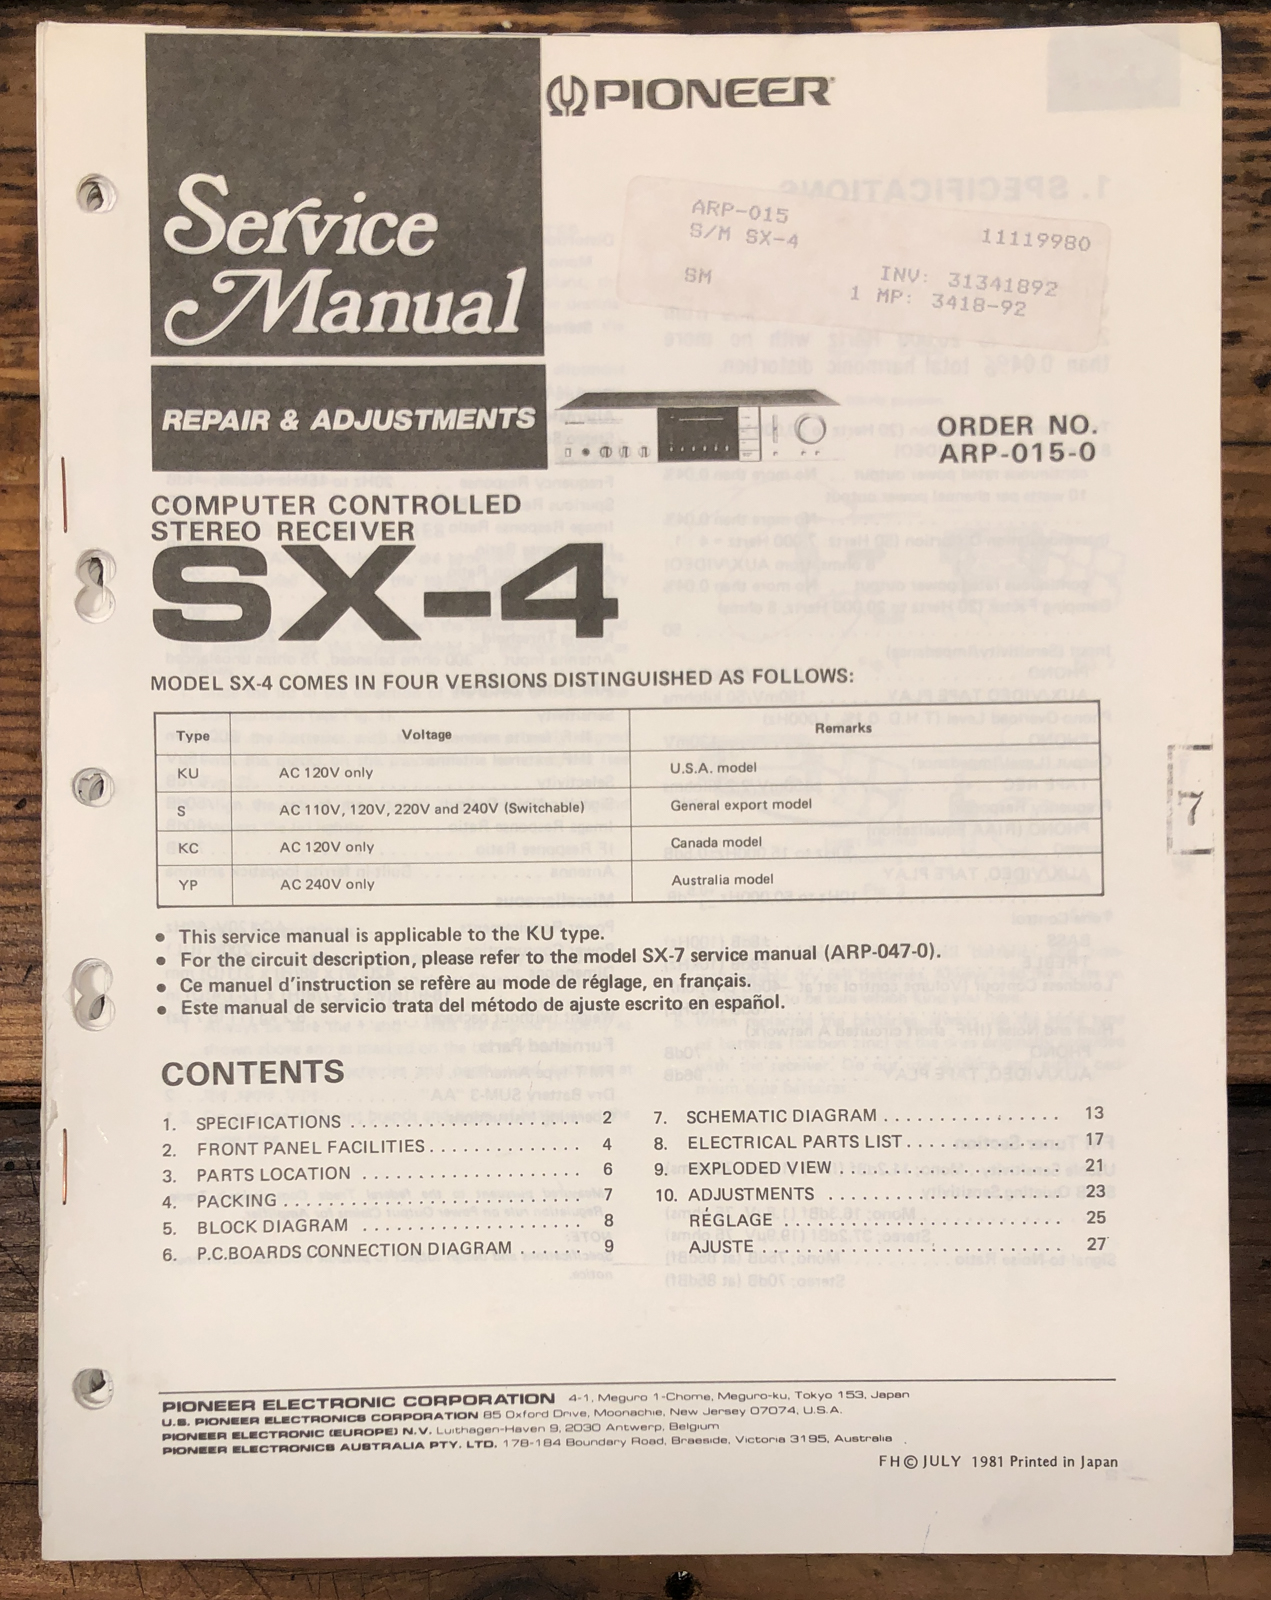 PIONEER
Service
Manual
ARP-015
S/M SX-4
11119980
SM
INV: 31341892
1 MP: 3418-92
REPAIR & ADJUSTMENTS
ORDER NO.
ARP-015-0
COMPUTER CONTROLLED
STEREO RECEIVER
SX-4
MODEL SX-4 COMES IN FOUR VERSIONS DISTINGUISHED AS FOLLOWS:
Type Voltage Remarks
KU AC 120V only U.S.A. model
S AC 110V, 120V, 220V and 240V (Switchable) General export model
KC AC 120V only Canada model
YP AC 240V only Australia model
7
• This service manual is applicable to the KU type.
• For the circuit description, please refer to the model SX-7 service manual (ARP-047-0).
• Ce manuel d'instruction se refère au mode de réglage, en français.
• Este manual de servicio trata del método de ajuste escrito en español.
CONTENTS
1. SPECIFICATIONS . . . . . . . . . . . . . . . . . . . . . 2
2. FRONT PANEL FACILITIES . . . . . . . . . . . . . . 4
3. PARTS LOCATION . . . . . . . . . . . . . . . . . . . . 6
4. PACKING . . . . . . . . . . . . . . . . . . . . . . . . . . . 7
5. BLOCK DIAGRAM . . . . . . . . . . . . . . . . . . . . 8
6. P.C.BOARDS CONNECTION DIAGRAM . . . . . . 9
7. SCHEMATIC DIAGRAM . . . . . . . . . . . . . . . . 13
8. ELECTRICAL PARTS LIST . . . . . . . . . . . . . . 17
9. EXPLODED VIEW . . . . . . . . . . . . . . . . . . . . 21
10. ADJUSTMENTS . . . . . . . . . . . . . . . . . . . . . 23
RÉGLAGE . . . . . . . . . . . . . . . . . . . . . . . . . 25
AJUSTE . . . . . . . . . . . . . . . . . . . . . . . . . . . 27
PIONEER ELECTRONIC CORPORATION 4-1, Meguro 1-Chome, Meguro-ku, Tokyo 153, Japan
U.S. PIONEER ELECTRONICS CORPORATION 85 Oxford Drive, Moonachie, New Jersey 07074, U.S.A.
PIONEER ELECTRONIC (EUROPE) N.V. Luithagen-Haven 9, 2030 Antwerp, Belgium
PIONEER ELECTRONICS AUSTRALIA PTY. LTD. 178-184 Boundary Road, Braeside, Victoria 3195, Australia
FH © JULY 1981 Printed in Japan